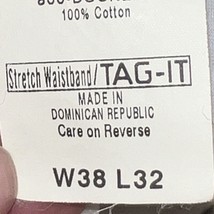 100% Cotton
Stretch Waistband/TAG-IT
MADE IN
DOMINICAN REPUBLIC
Care on Reverse
W38 L32